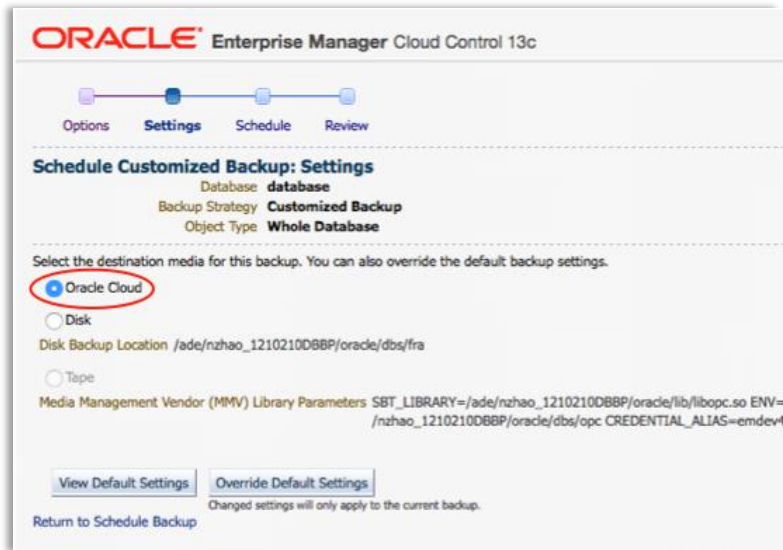 ORACLE Enterprise Manager Cloud Control 13c
Options Settings Schedule Review
Schedule Customized Backup: Settings
Database database
Backup Strategy Customized Backup
Object Type Whole Database
Select the destination media for this backup. You can also override the default backup settings.
Oracle Cloud
Disk
Disk Backup Location /ade/nzhao_1210210DBBP/oracle/dbs/fra
Tape
Media Management Vendor (MMV) Library Parameters SBT_LIBRARY=/ade/nzhao_1210210DBBP/oracle/lib/libopc.so ENV=
/nzhao_1210210DBBP/oracle/dbs/opc CREDENTIAL_ALIAS=emdev4
View Default Settings Override Default Settings
Changed settings will only apply to the current backup.
Return to Schedule Backup